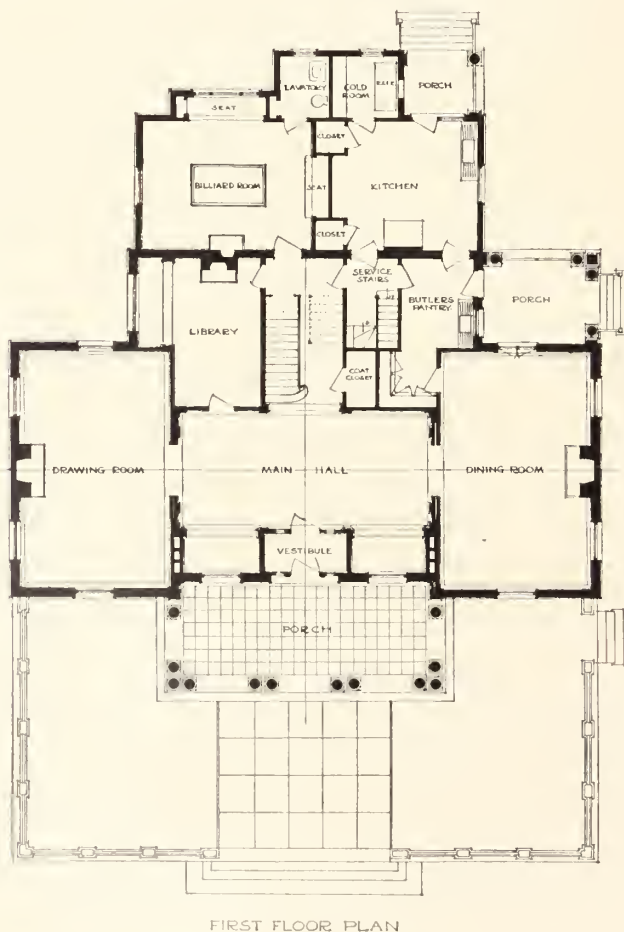 LAVATORY
COLD
ROOM
SAFE
PORCH
SEAT
CLOSET
BILLIARD ROOM
SEAT
KITCHEN
CLOSET
SERVICE
STAIRS
BUTLERS
PANTRY
PORCH
LIBRARY
COAT
CLOSET
DRAWING ROOM
MAIN HALL
DINING ROOM
VESTIBULE
PORCH
FIRST FLOOR PLAN